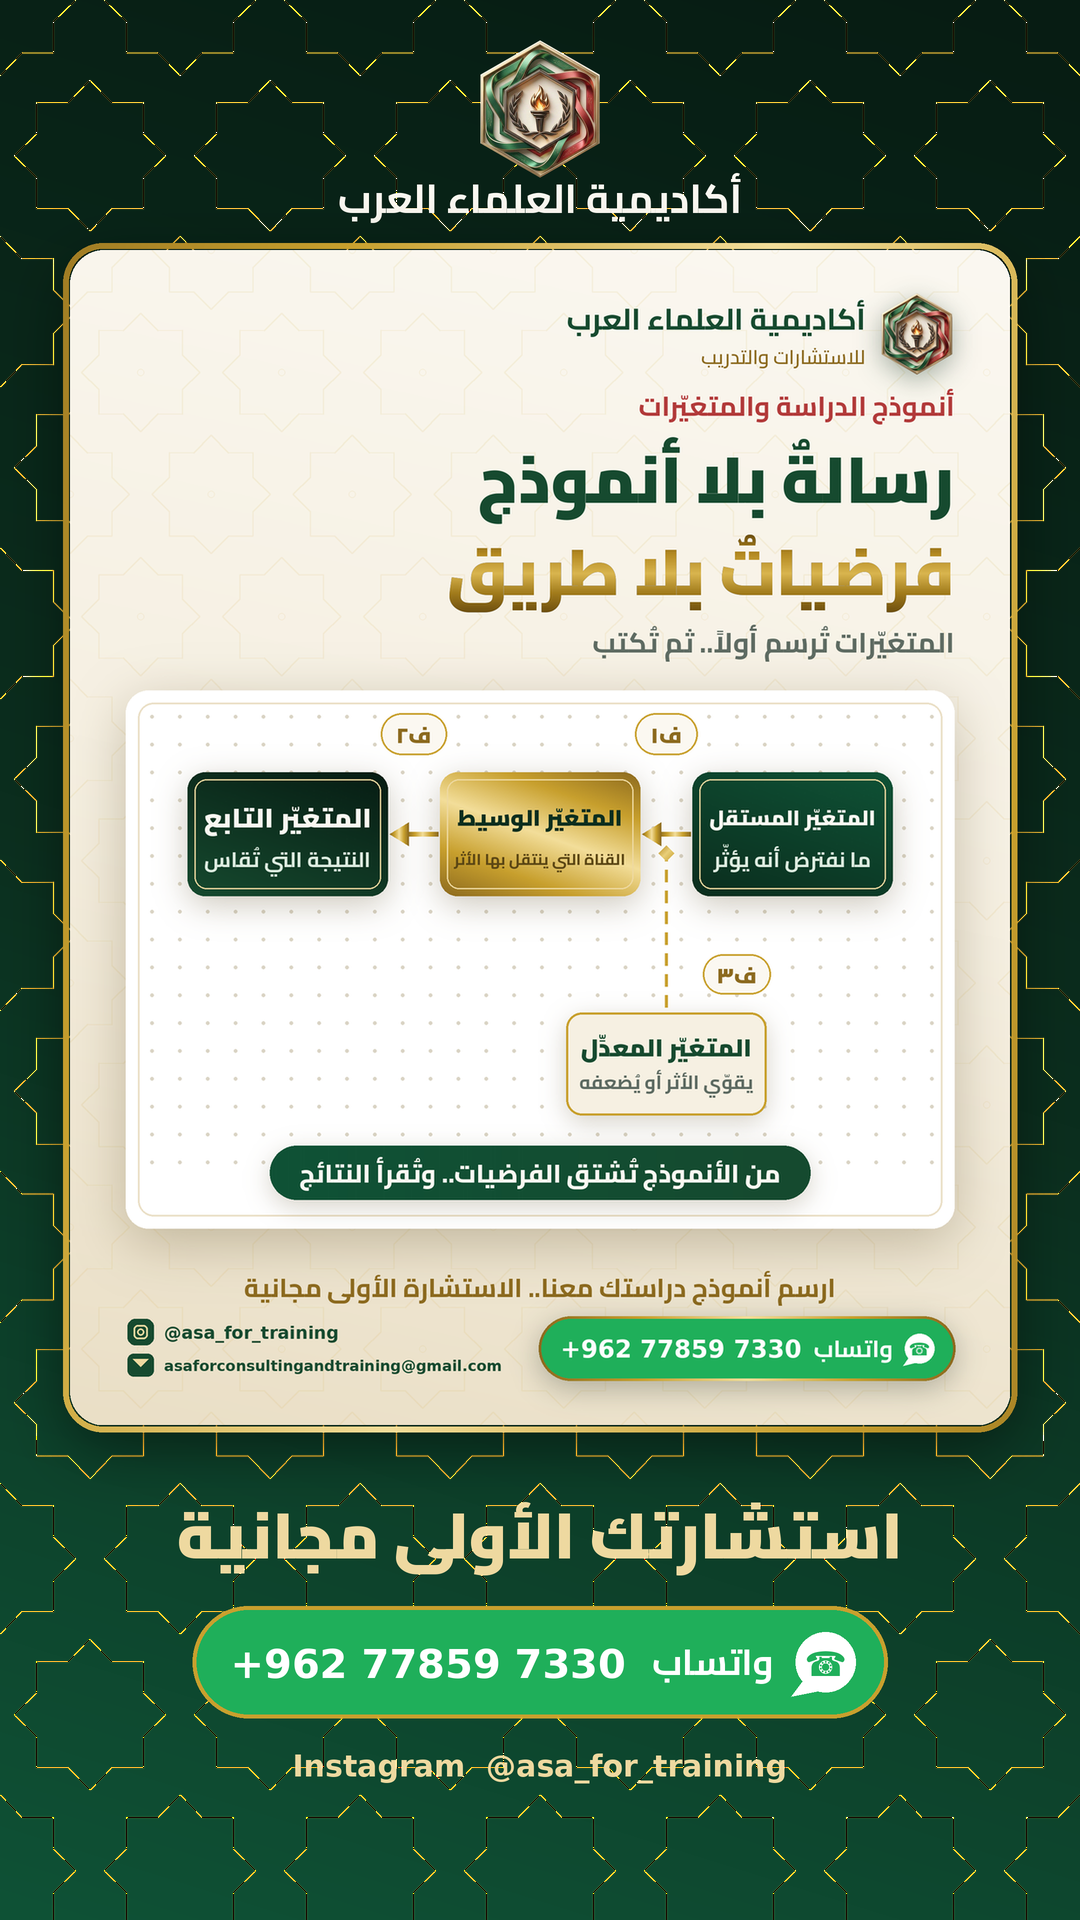 أكاديمية العلماء العرب
أكاديمية العلماء العرب
للاستشارات والتدريب
أنموذج الدراسة والمتغيّرات
رسالةٌ بلا أنموذج
فرضياتٌ بلا طريق
المتغيّرات تُرسم أولاً.. ثم تُكتب
ف١
ف٢
المتغيّر المستقل
ما نفترض أنه يؤثّر
المتغيّر الوسيط
القناة التي ينتقل بها الأثر
المتغيّر التابع
النتيجة التي تُقاس
ف٣
المتغيّر المعدّل
يقوّي الأثر أو يُضعفه
من الأنموذج تُشتق الفرضيات.. وتُقرأ النتائج
ارسم أنموذج دراستك معنا.. الاستشارة الأولى مجانية
واتساب +962 77859 7330
@asa_for_training
asaforconsultingandtraining@gmail.com
استشارتك الأولى مجانية
واتساب +962 77859 7330
Instagram @asa_for_training